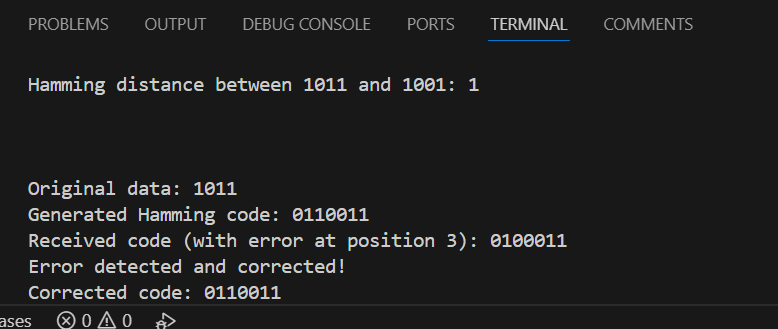 PROBLEMS OUTPUT DEBUG CONSOLE PORTS TERMINAL COMMENTS
Hamming distance between 1011 and 1001: 1
Original data: 1011
Generated Hamming code: 0110011
Received code (with error at position 3): 0100011
Error detected and corrected!
Corrected code: 0110011
ases 0 0